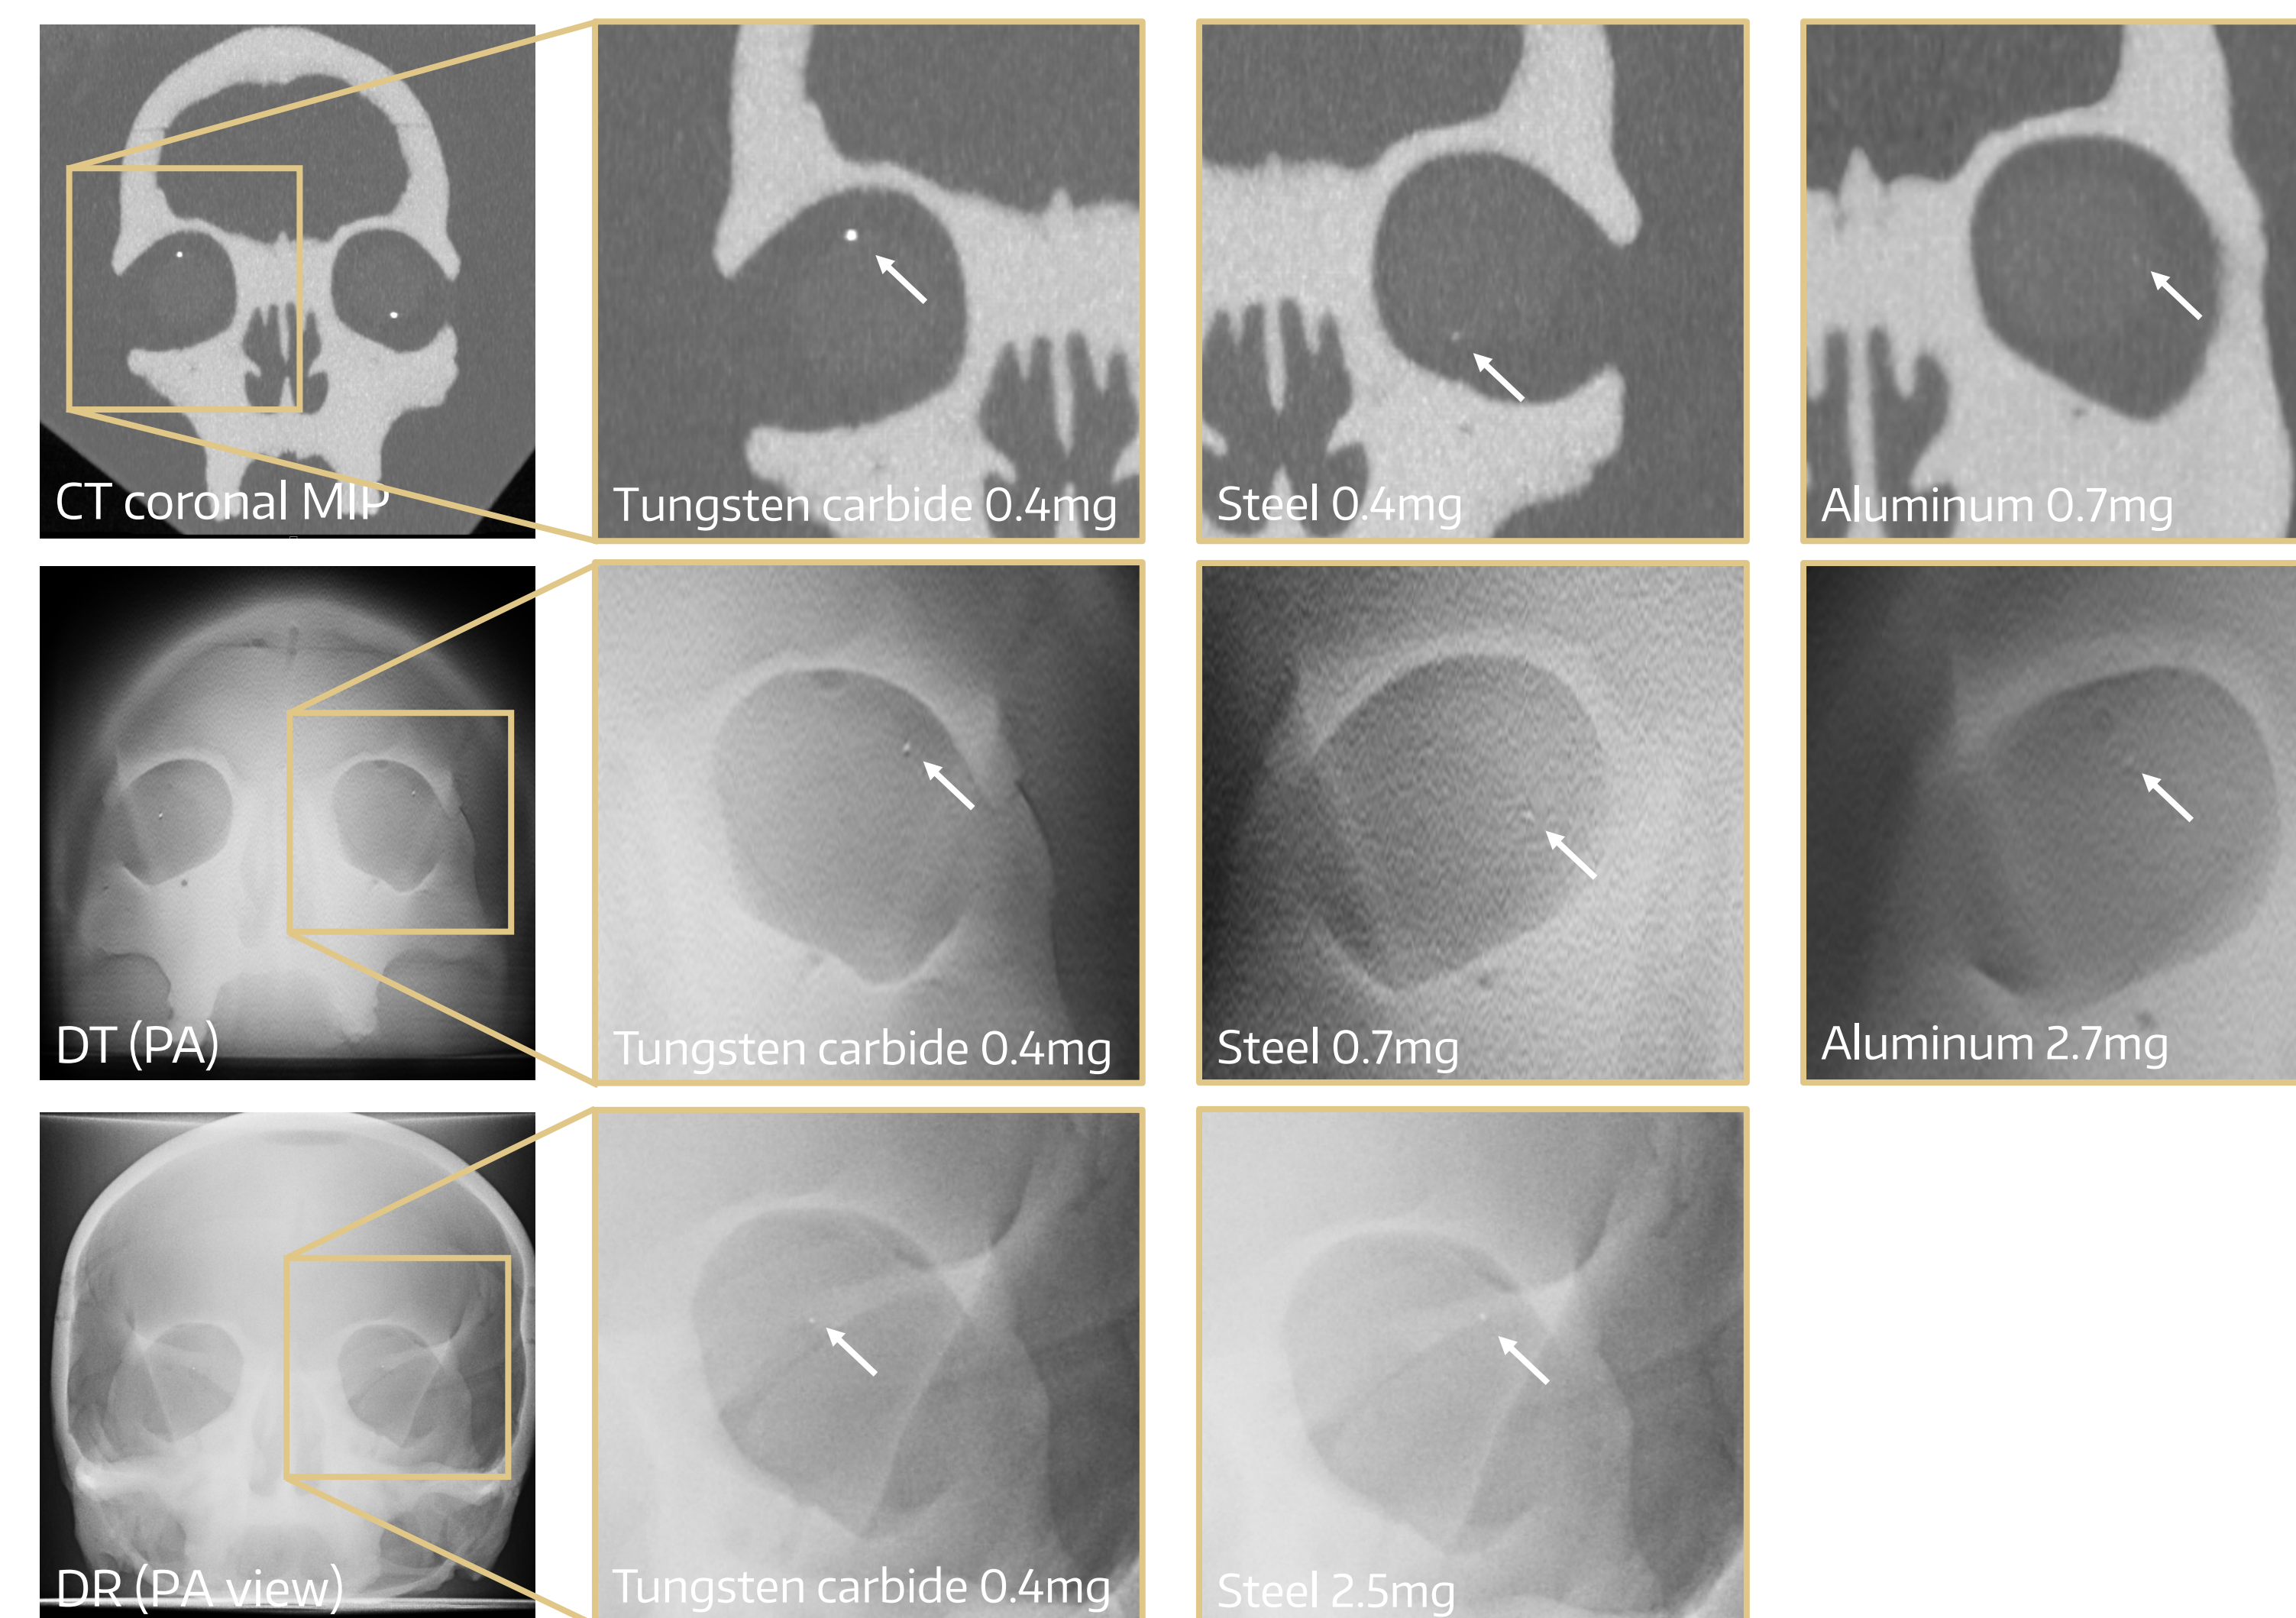 CT coronal MIP
Tungsten carbide 0.4mg
Steel 0.4mg
Aluminum 0.7mg
DT (PA)
Tungsten carbide 0.4mg
Steel 0.7mg
Aluminum 2.7mg
DR (PA view)
Tungsten carbide 0.4mg
Steel 2.5mg